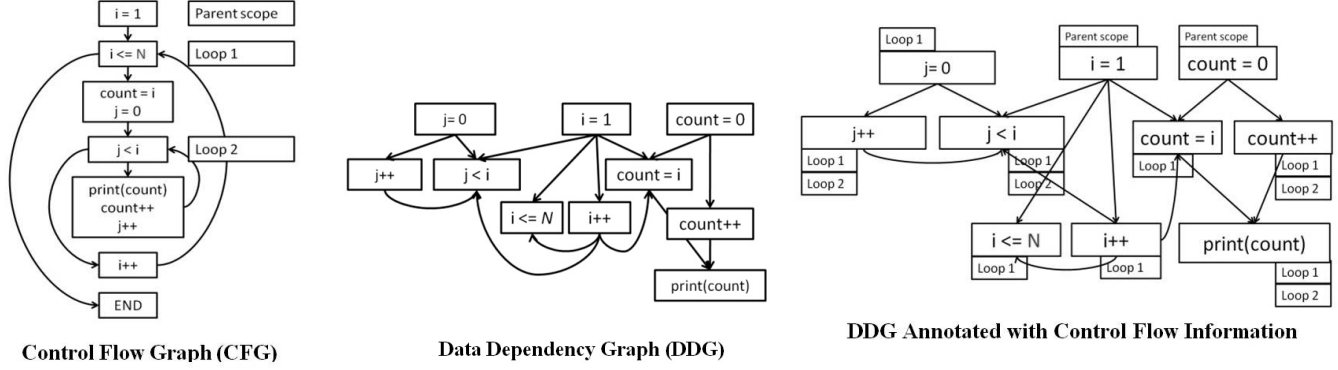 i = 1
Parent scope
i <= N
Loop 1
count = i
j = 0
j < i
Loop 2
print(count)
count++
j++
i++
END
Control Flow Graph (CFG)
j= 0
i = 1
count = 0
j++
j < i
count = i
i <= N
i++
count++
print(count)
Data Dependency Graph (DDG)
Loop 1
j= 0
Parent scope
i = 1
Parent scope
count = 0
j++
Loop 1
Loop 2
j < i
Loop 1
Loop 2
count = i
Loop 1
count++
Loop 1
Loop 2
i <= N
Loop 1
i++
Loop 1
print(count)
Loop 1
Loop 2
DDG Annotated with Control Flow Information